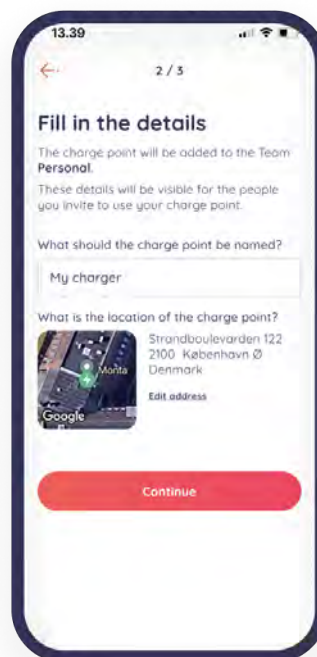 13.39
2 / 3
Fill in the details
The charge point will be added to the Team
Personal.
These details will be visible for the people
you invite to use your charge point.
What should the charge point be named?
My charger
What is the location of the charge point?
Strandboulevarden 122
2100 København Ø
Denmark
Edit address
Monta
Google
Continue